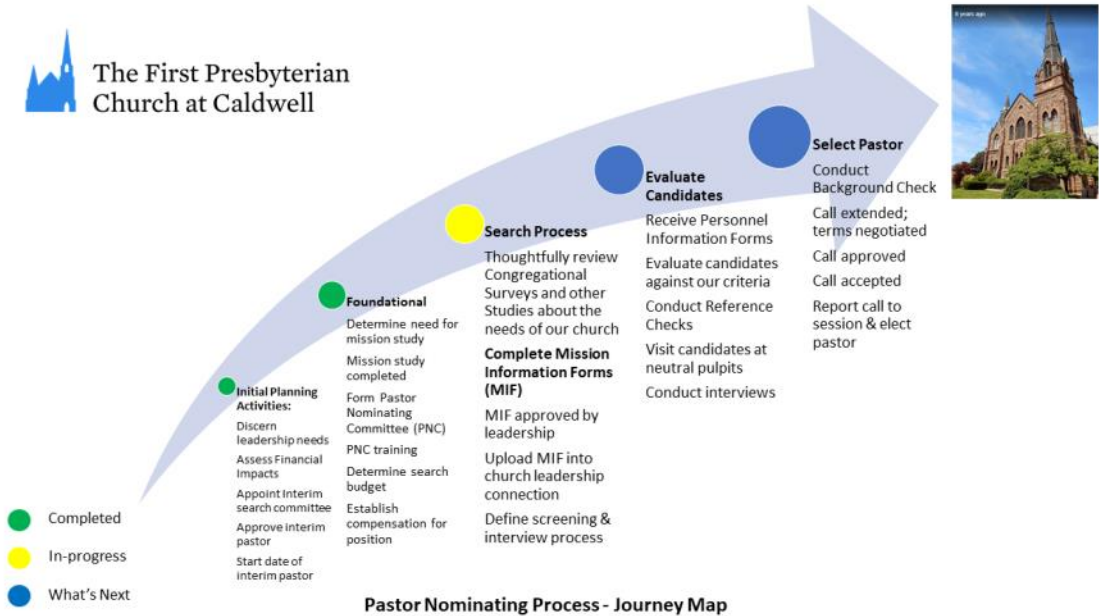 The First Presbyterian
Church at Caldwell
6 years ago
Initial Planning
Activities:
Discern
leadership needs
Assess Financial
Impacts
Appoint Interim
search committee
Approve interim
pastor
Start date of
interim pastor
Foundational
Determine need for
mission study
Mission study
completed
Form Pastor
Nominating
Committee (PNC)
PNC training
Determine search
budget
Establish
compensation for
position
Search Process
Thoughtfully review
Congregational
Surveys and other
Studies about the
needs of our church
Complete Mission
Information Forms
(MIF)
MIF approved by
leadership
Upload MIF into
church leadership
connection
Define screening &
interview process
Evaluate
Candidates
Receive Personnel
Information Forms
Evaluate candidates
against our criteria
Conduct Reference
Checks
Visit candidates at
neutral pulpits
Conduct interviews
Select Pastor
Conduct
Background Check
Call extended;
terms negotiated
Call approved
Call accepted
Report call to
session & elect
pastor
Completed
In-progress
What's Next
Pastor Nominating Process - Journey Map